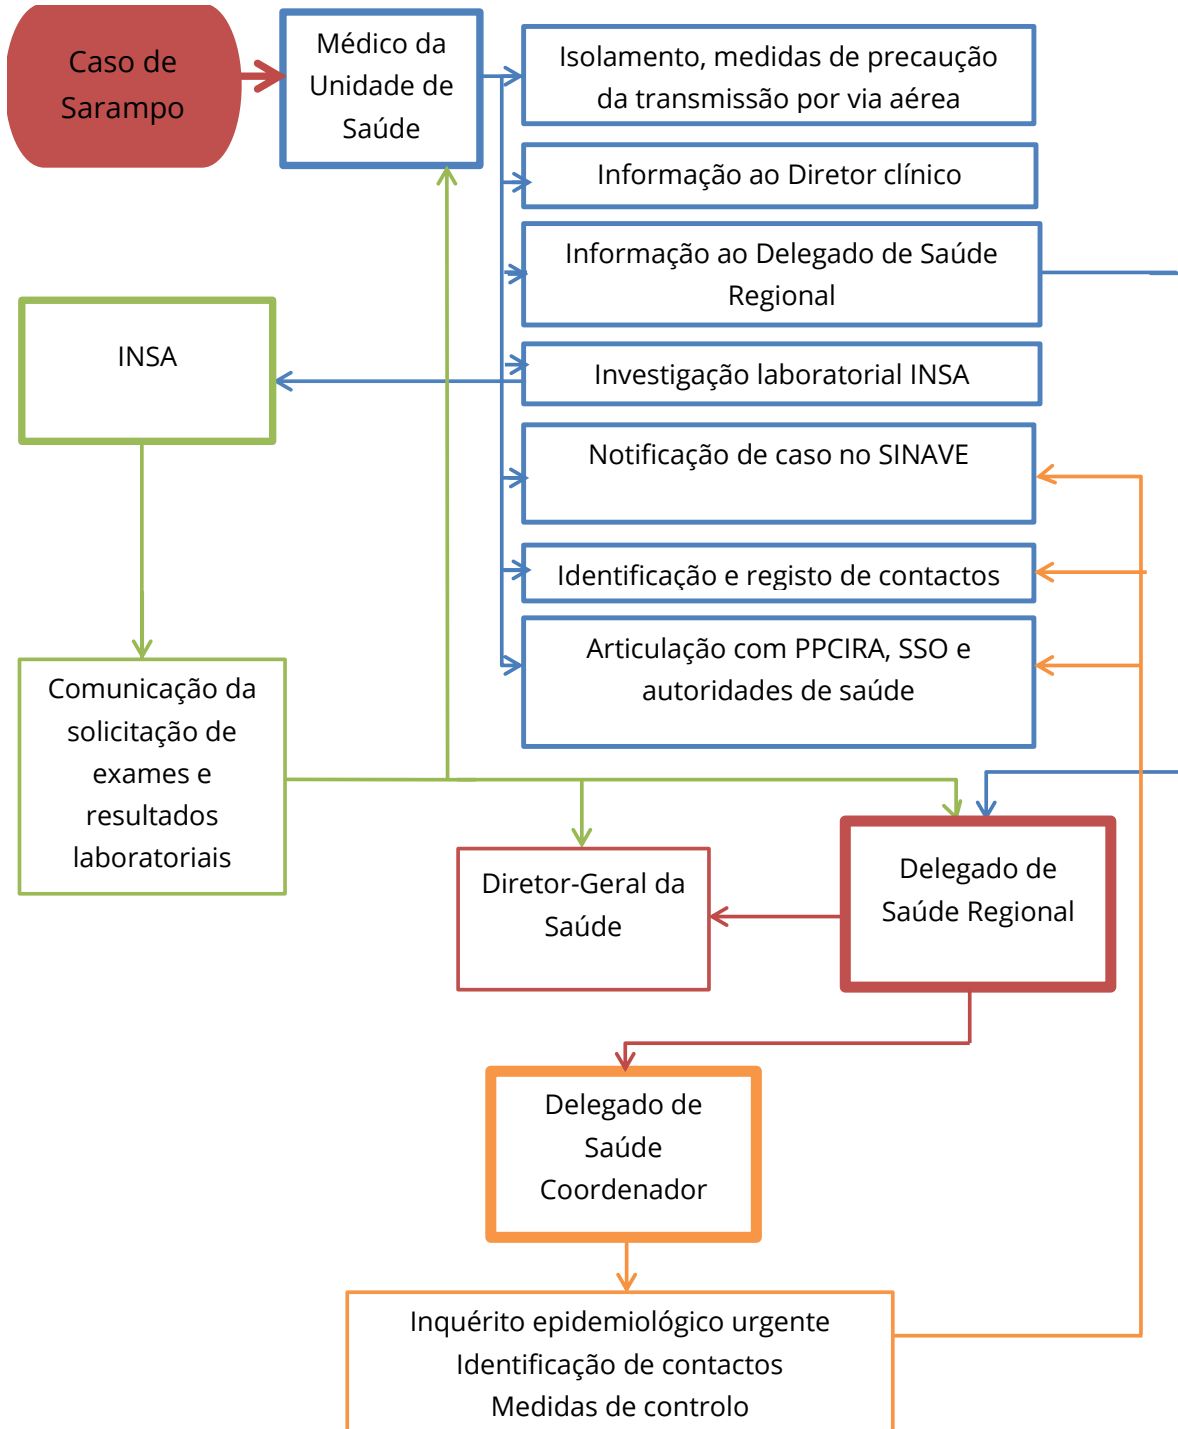 Caso de
Sarampo
Médico da
Unidade de
Saúde
Isolamento, medidas de precaução
da transmissão por via aérea
Informação ao Diretor clínico
Informação ao Delegado de Saúde
Regional
INSA
Investigação laboratorial INSA
Notificação de caso no SINAVE
Identificação e registo de contactos
Articulação com PPCIRA, SSO e
autoridades de saúde
Comunicação da
solicitação de
exames e
resultados
laboratoriais
Diretor-Geral da
Saúde
Delegado de
Saúde Regional
Delegado de
Saúde
Coordenador
Inquérito epidemiológico urgente
Identificação de contactos
Medidas de controlo